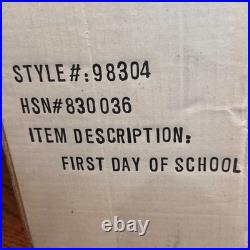 STYLE#:98304
HSN#830036
ITEM DESCRIPTION:
FIRST DAY OF SCHOOL